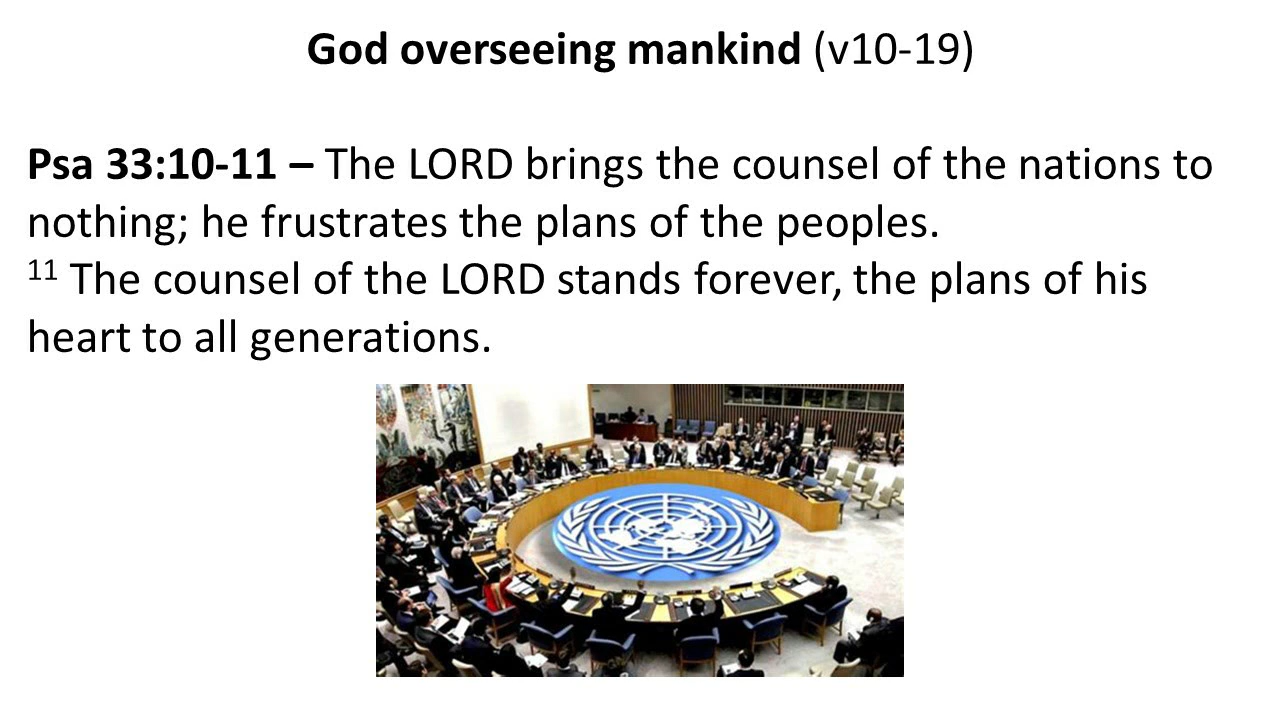 God overseeing mankind (v10-19)
Psa 33:10-11 – The LORD brings the counsel of the nations to
nothing; he frustrates the plans of the peoples.
11 The counsel of the LORD stands forever, the plans of his
heart to all generations.